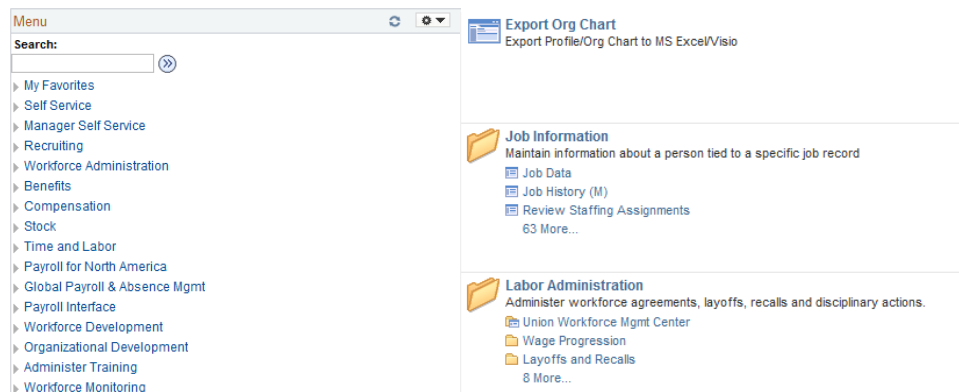 Menu
Search:
My Favorites
Self Service
Manager Self Service
Recruiting
Workforce Administration
Benefits
Compensation
Stock
Time and Labor
Payroll for North America
Global Payroll & Absence Mgmt
Payroll Interface
Workforce Development
Organizational Development
Administer Training
Workforce Monitoring
Export Org Chart
Export Profile/Org Chart to MS Excel/Visio
Job Information
Maintain information about a person tied to a specific job record
Job Data
Job History (M)
Review Staffing Assignments
63 More...
Labor Administration
Administer workforce agreements, layoffs, recalls and disciplinary actions.
Union Workforce Mgmt Center
Wage Progression
Layoffs and Recalls
8 More...